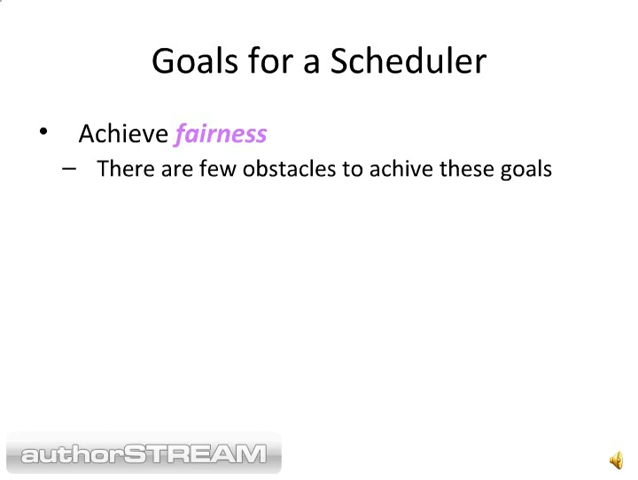 Goals for a Scheduler
• Achieve fairness
– There are few obstacles to achive these goals
authorSTREAM